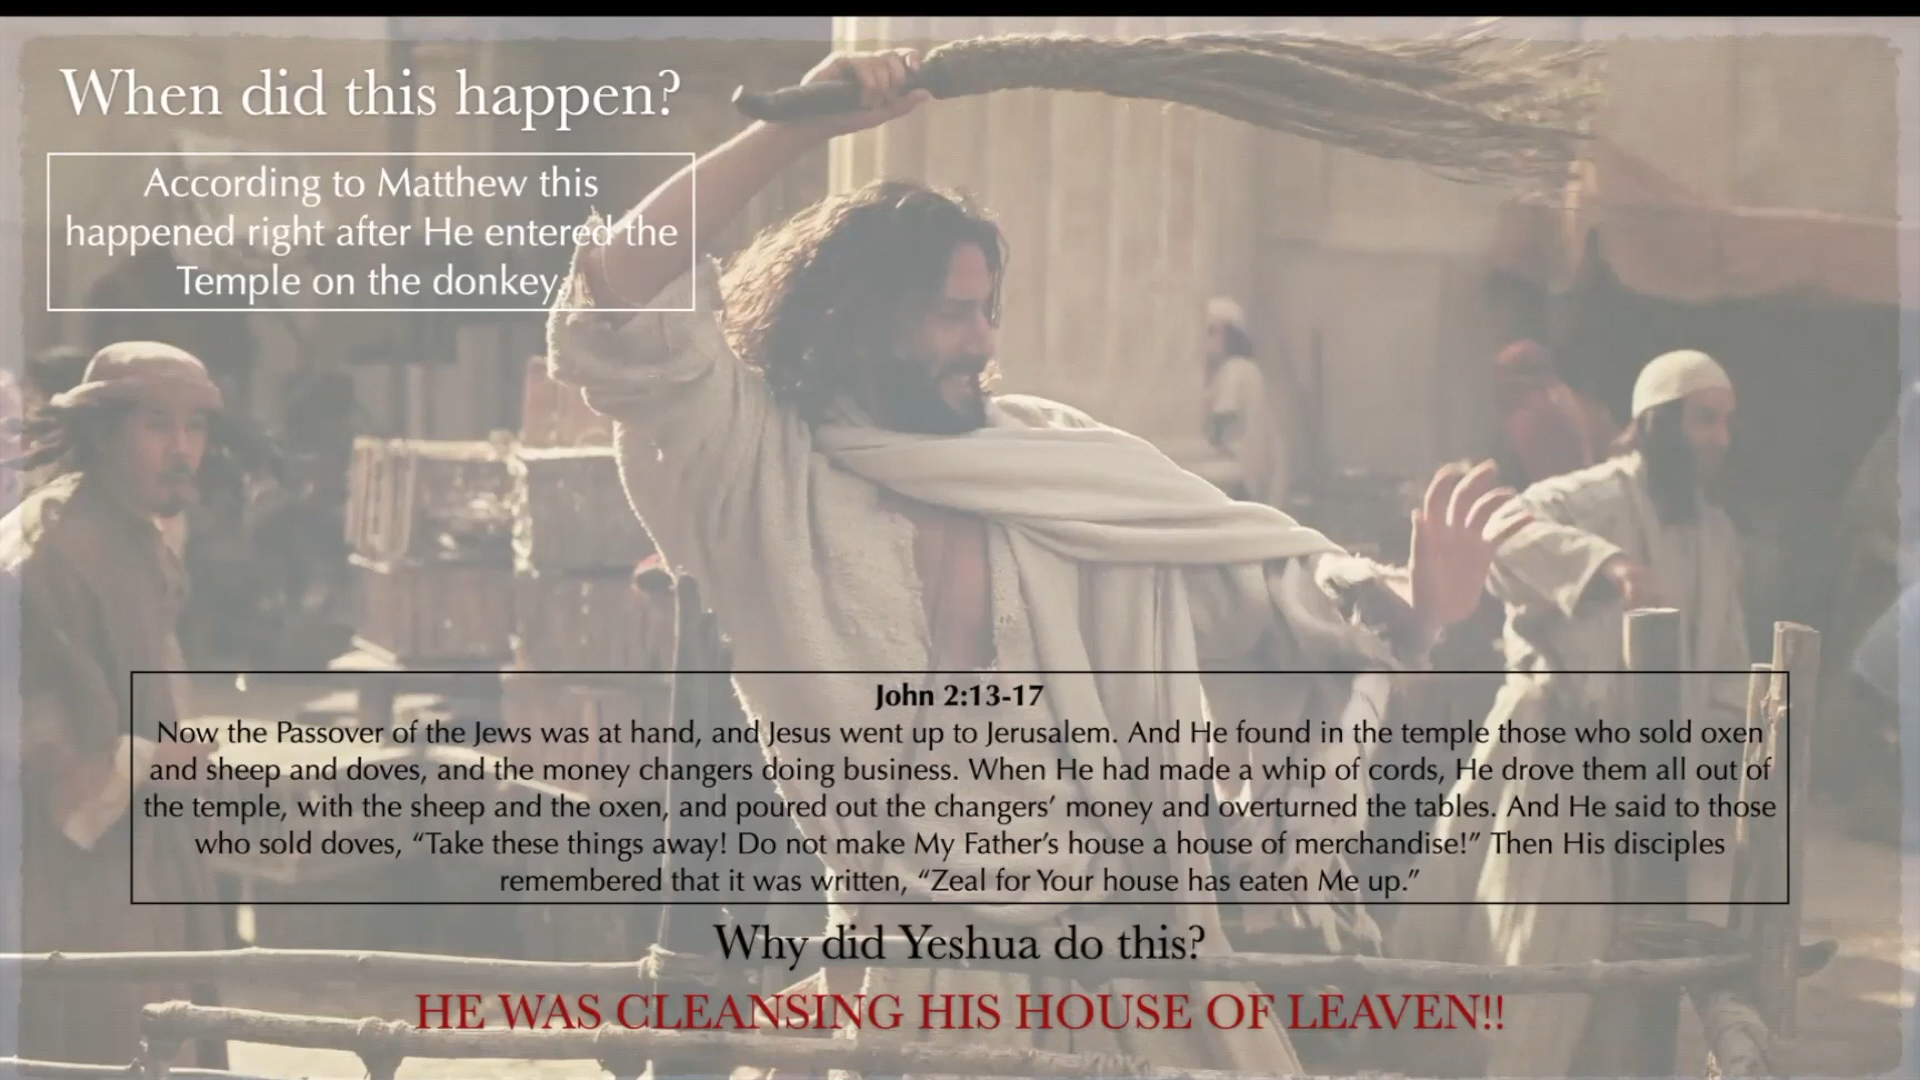 When did this happen?
According to Matthew this
happened right after He entered the
Temple on the donkey.
John 2:13-17
Now the Passover of the Jews was at hand, and Jesus went up to Jerusalem. And He found in the temple those who sold oxen
and sheep and doves, and the money changers doing business. When He had made a whip of cords, He drove them all out of
the temple, with the sheep and the oxen, and poured out the changers’ money and overturned the tables. And He said to those
who sold doves, “Take these things away! Do not make My Father’s house a house of merchandise!” Then His disciples
remembered that it was written, “Zeal for Your house has eaten Me up.”
Why did Yeshua do this?
HE WAS CLEANSING HIS HOUSE OF LEAVEN!!